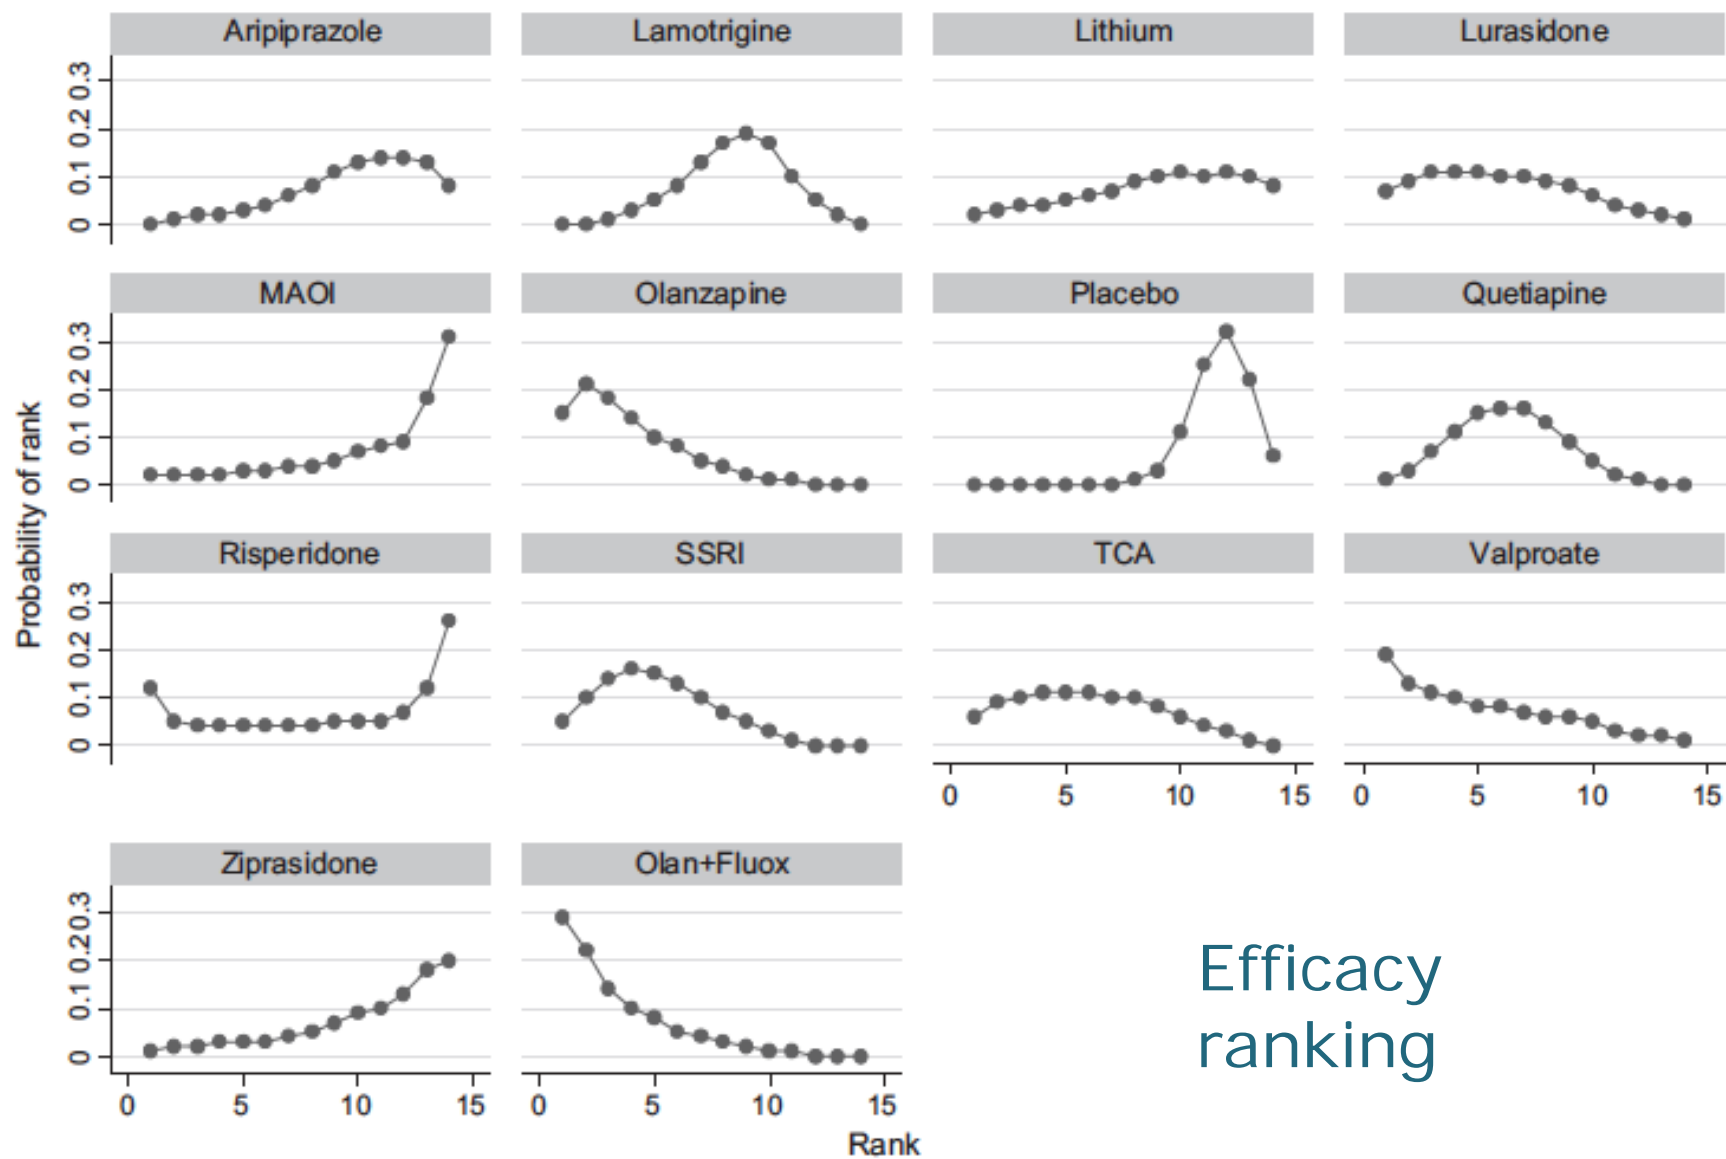 Aripiprazole
Lamotrigine
Lithium
Lurasidone
0.3
0.2
0.1
0
MAOI
Olanzapine
Placebo
Quetiapine
0.3
0.2
0.1
0
Probability of rank
Risperidone
SSRI
TCA
Valproate
0.3
0.2
0.1
0
0 5 10 15
0 5 10 15
Ziprasidone
Olan+Fluox
0.3
0.2
0.1
0
0 5 10 15
0 5 10 15
Rank
Efficacy
ranking